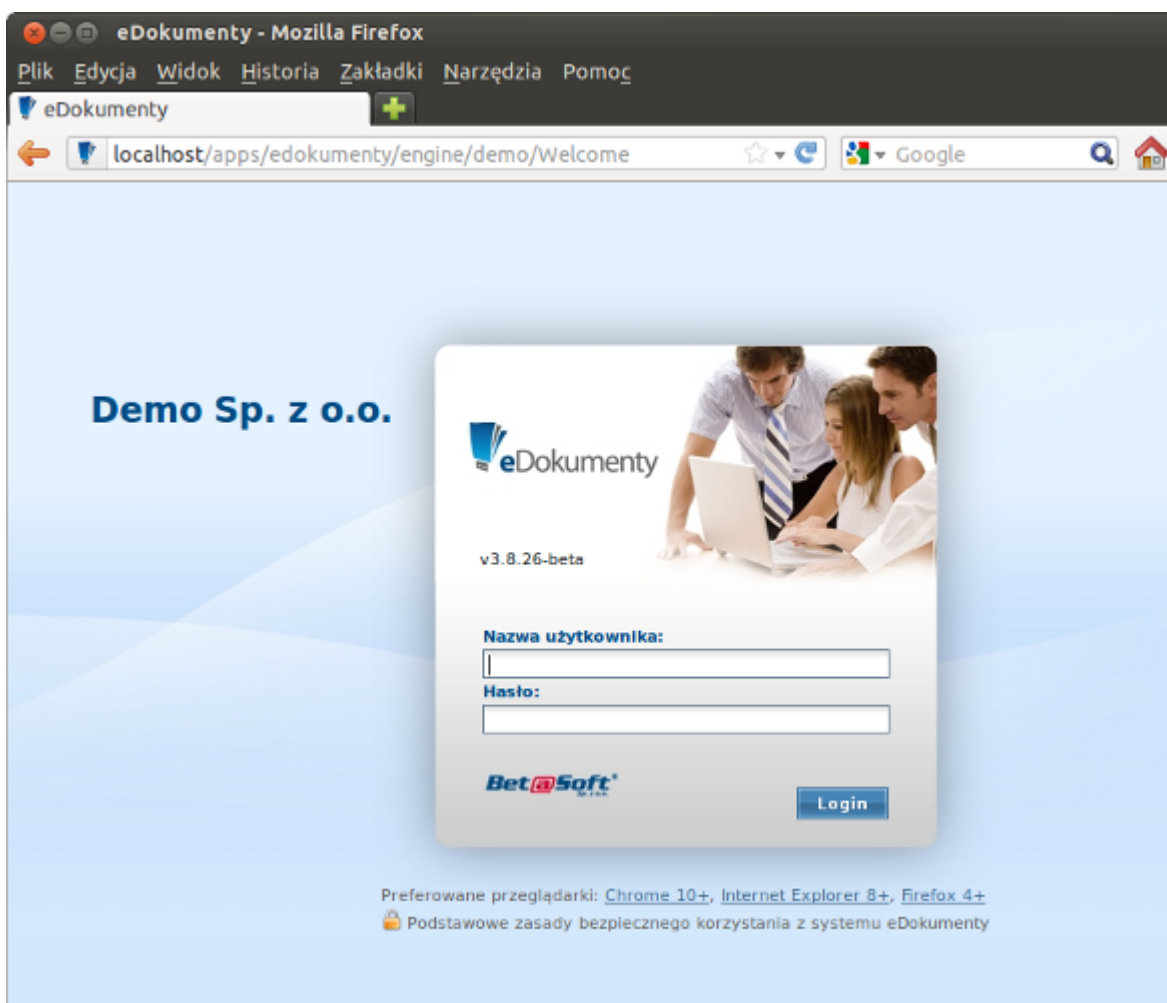 eDokumenty - Mozilla Firefox
Plik Edycja Widok Historia Zakładki Narzędzia Pomoc
eDokumenty
localhost/apps/edokumenty/engine/demo/Welcome Google
Demo Sp. z o.o.
eDokumenty
v3.8.26-beta
Nazwa użytkownika:
Hasło:
Bet@Soft
Sp. z o.o.
Login
Preferowane przeglądarki: Chrome 10+, Internet Explorer 8+, Firefox 4+
Podstawowe zasady bezpiecznego korzystania z systemu eDokumenty